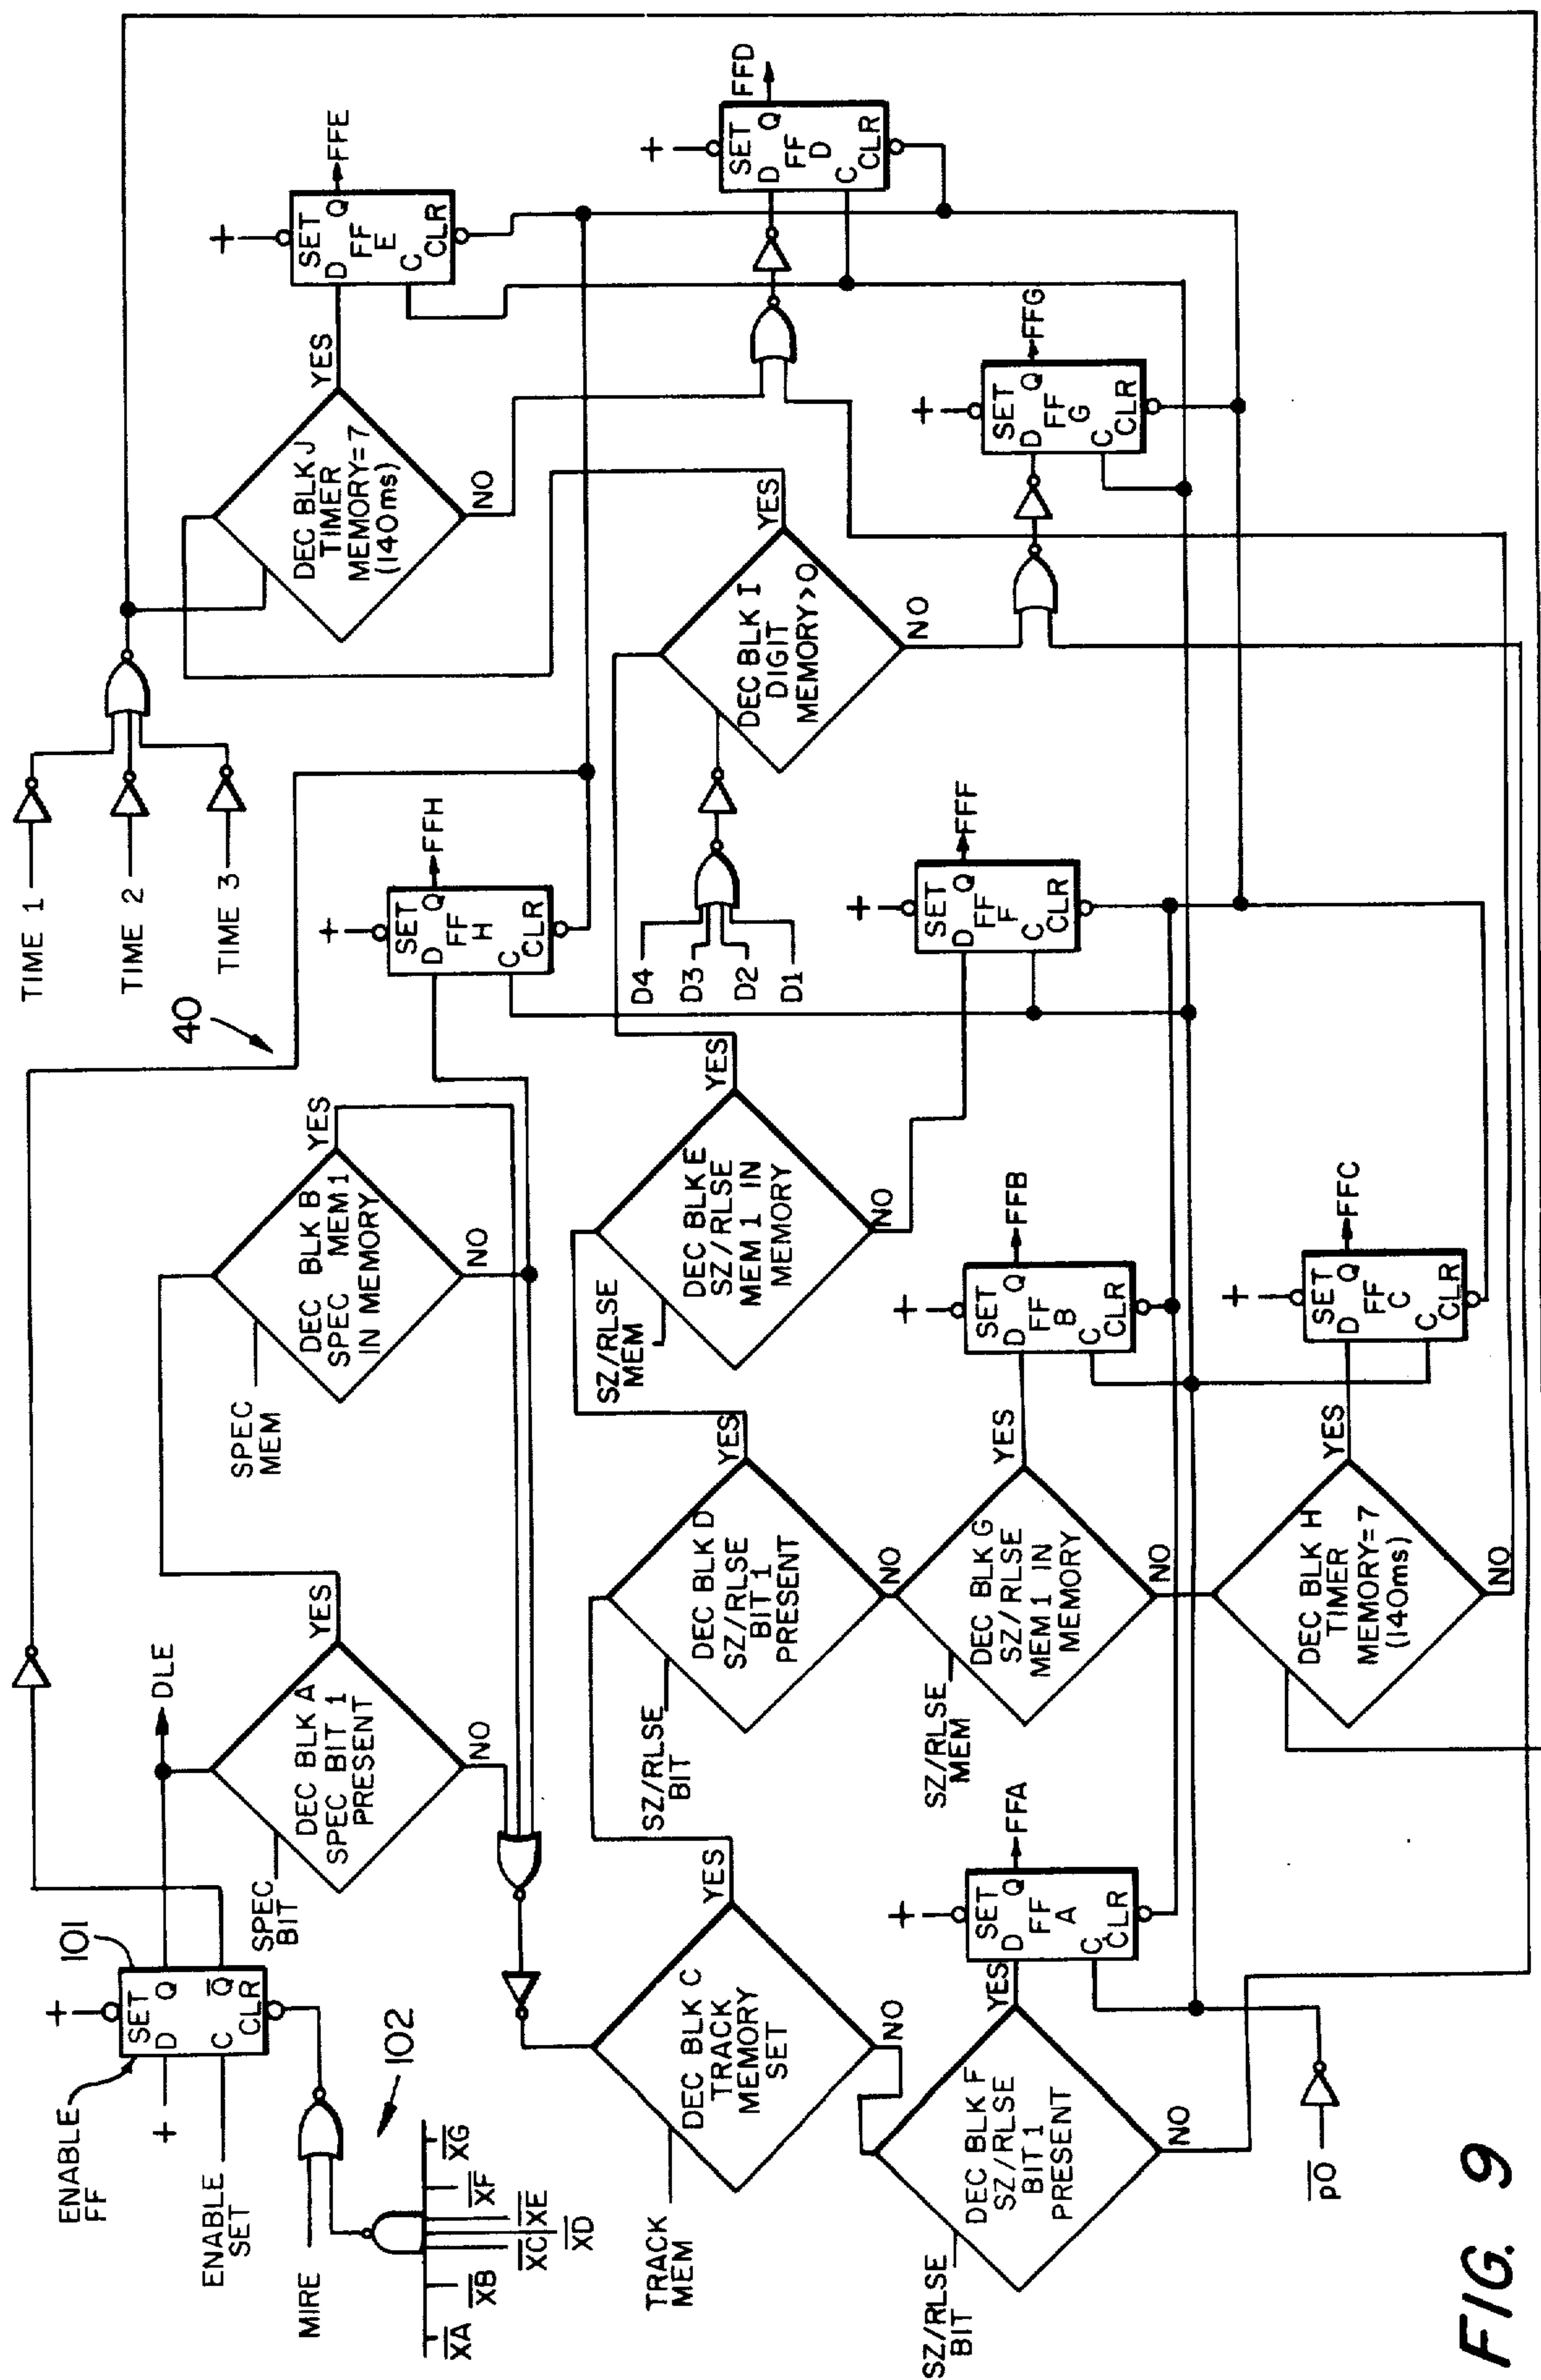 TIME 1
TIME 2
TIME 3
40
ENABLE
FF
101
+
SET
D
Q
C
Q̅
CLR
+
ENABLE
SET
MIRE
102
X̅A̅
X̅B̅
X̅C̅
X̅D̅
X̅E̅
X̅F̅
X̅G̅
DLE
SPEC
BIT
DEC BLK A
SPEC BIT 1
PRESENT
YES
NO
SPEC
MEM
DEC BLK B
SPEC MEM 1
IN MEMORY
YES
NO
+
SET
D Q
FF
H
C
CLR
FFH
DEC BLK J
TIMER
MEMORY=7
(140ms)
YES
NO
+
SET
D Q
FF
E
C
CLR
FFE
TRACK
MEM
DEC BLK C
TRACK
MEMORY
SET
YES
NO
SZ/RLSE
BIT
DEC BLK D
SZ/RLSE
BIT 1
PRESENT
YES
NO
SZ/RLSE
MEM
DEC BLK E
SZ/RLSE
MEM 1 IN
MEMORY
YES
NO
D4
D3
D2
D1
DEC BLK I
DIGIT
MEMORY>0
YES
NO
+
SET
D Q
FF
D
C
CLR
FFD
SZ/RLSE
BIT
DEC BLK F
SZ/RLSE
BIT 1
PRESENT
YES
NO
+
SET
D Q
FF
A
C
CLR
FFA
SZ/RLSE
MEM
DEC BLK G
SZ/RLSE
MEM 1 IN
MEMORY
YES
NO
+
SET
D Q
FF
B
C
CLR
FFB
+
SET
D Q
FF
F
C
CLR
FFF
+
SET
D Q
FF
G
C
CLR
FFG
p̅O̅
DEC BLK H
TIMER
MEMORY=7
(140ms)
YES
NO
+
SET
D Q
FF
C
C
CLR
FFC
FIG. 9